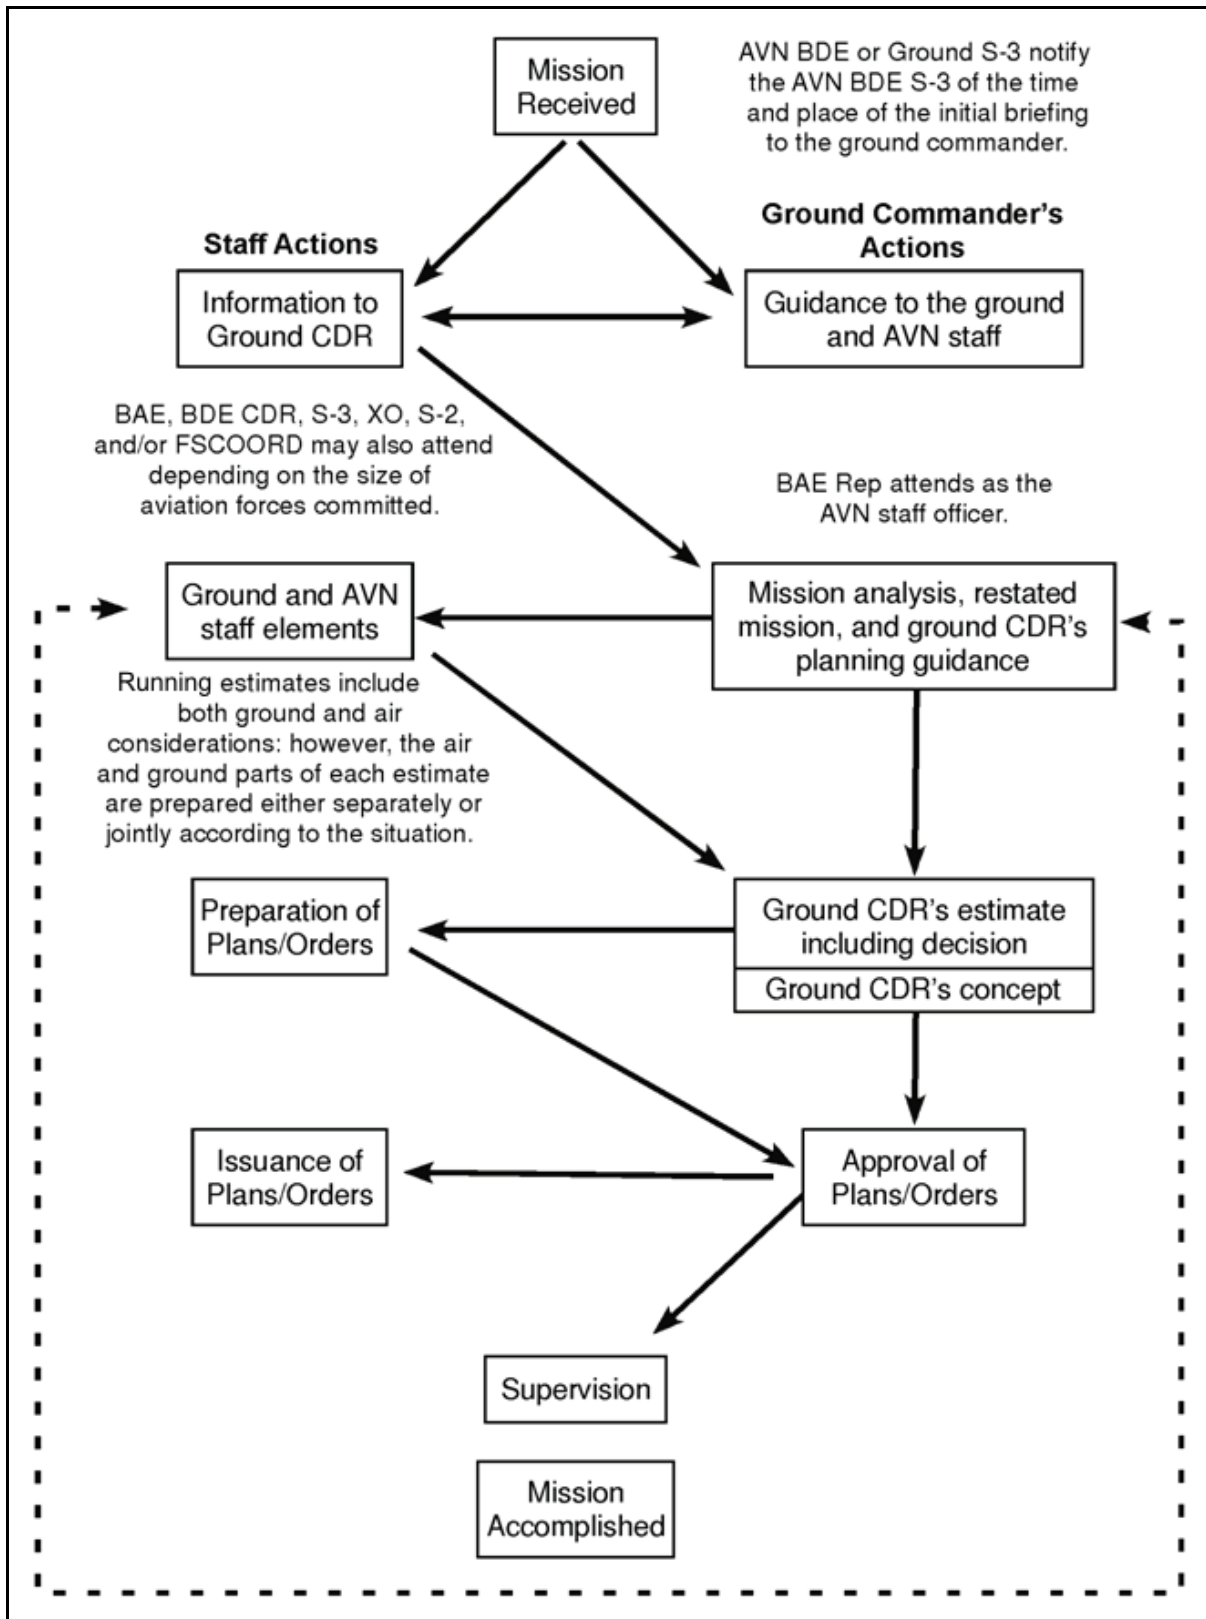 Mission
Received
AVN BDE or Ground S-3 notify
the AVN BDE S-3 of the time
and place of the initial briefing
to the ground commander.
Staff Actions
Ground Commander's
Actions
Information to
Ground CDR
Guidance to the ground
and AVN staff
BAE, BDE CDR, S-3, XO, S-2,
and/or FSCOORD may also attend
depending on the size of
aviation forces committed.
BAE Rep attends as the
AVN staff officer.
Ground and AVN
staff elements
Mission analysis, restated
mission, and ground CDR's
planning guidance
Running estimates include
both ground and air
considerations: however, the air
and ground parts of each estimate
are prepared either separately or
jointly according to the situation.
Preparation of
Plans/Orders
Ground CDR's estimate
including decision
Ground CDR's concept
Issuance of
Plans/Orders
Approval of
Plans/Orders
Supervision
Mission
Accomplished